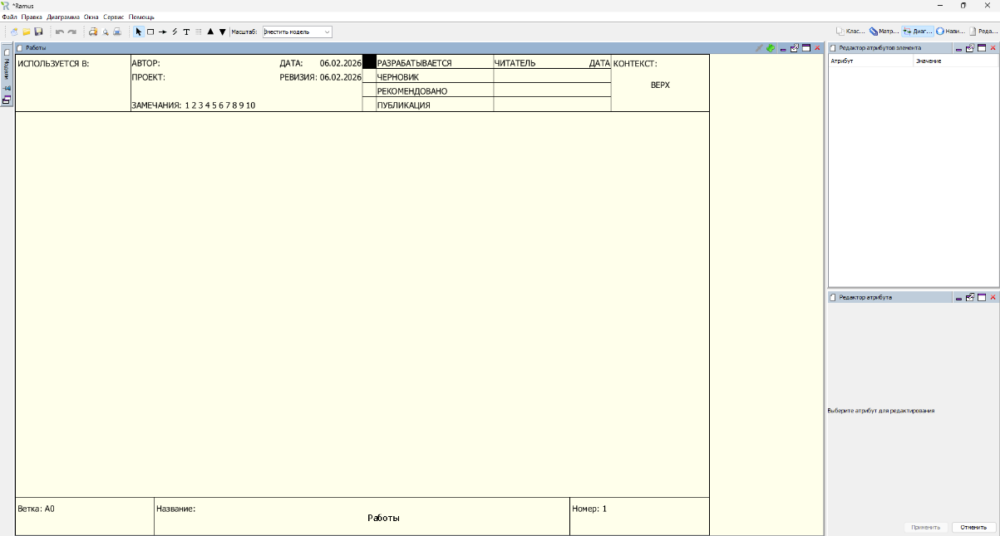 *Ramus
Файл Правка Диаграмма Окна Сервис Помощь
Масштаб: Вместить модель
Клас... Матр... Диаг... Нави... Реда...
Модели
Работы
ИСПОЛЬЗУЕТСЯ В:
АВТОР:
ДАТА: 06.02.2026
ПРОЕКТ:
РЕВИЗИЯ: 06.02.2026
ЗАМЕЧАНИЯ: 1 2 3 4 5 6 7 8 9 10
РАЗРАБАТЫВАЕТСЯ
ЧЕРНОВИК
РЕКОМЕНДОВАНО
ПУБЛИКАЦИЯ
ЧИТАТЕЛЬ
ДАТА
КОНТЕКСТ:
ВЕРХ
Ветка: A0
Название:
Работы
Номер: 1
Редактор атрибутов элемента
Атрибут Значение
Редактор атрибута
Выберите атрибут для редактирования
Применить Отменить